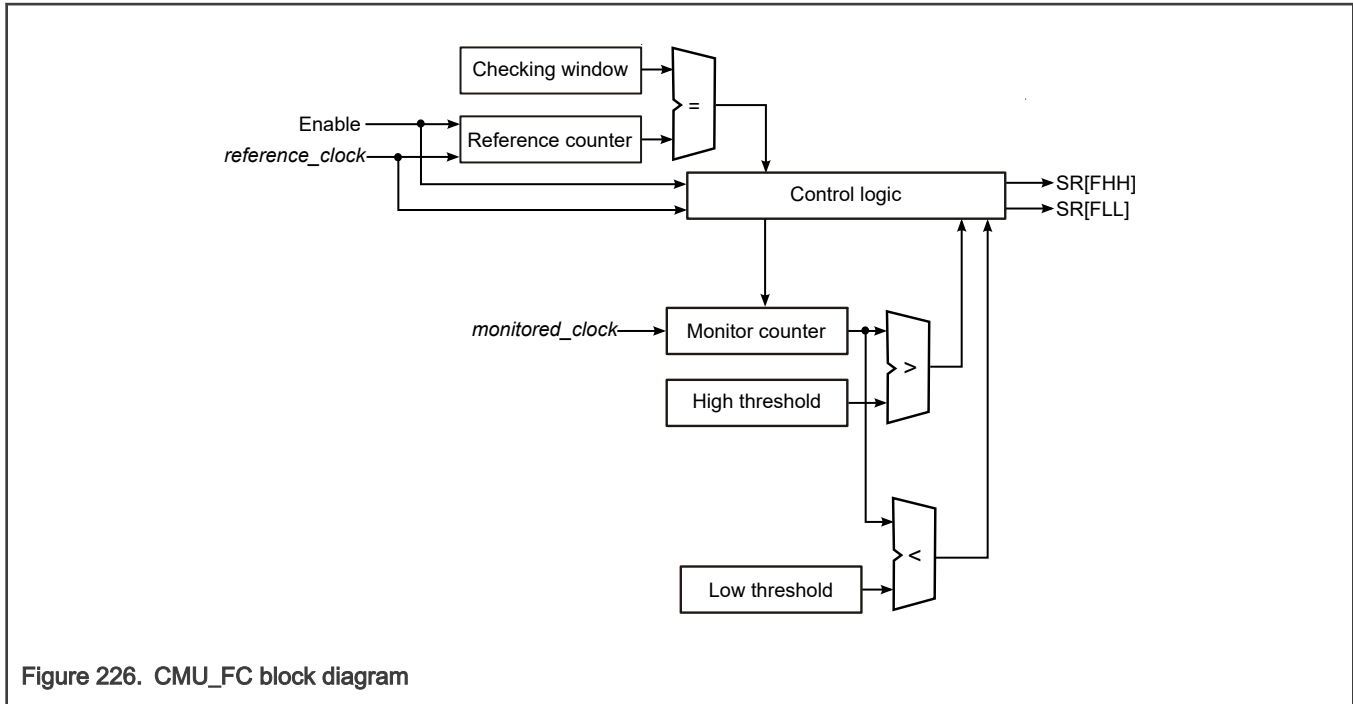 Checking window
=
Enable
Reference counter
reference_clock
Control logic
SR[FHH]
SR[FLL]
monitored_clock
Monitor counter
>
High threshold
<
Low threshold
Figure 226. CMU_FC block diagram